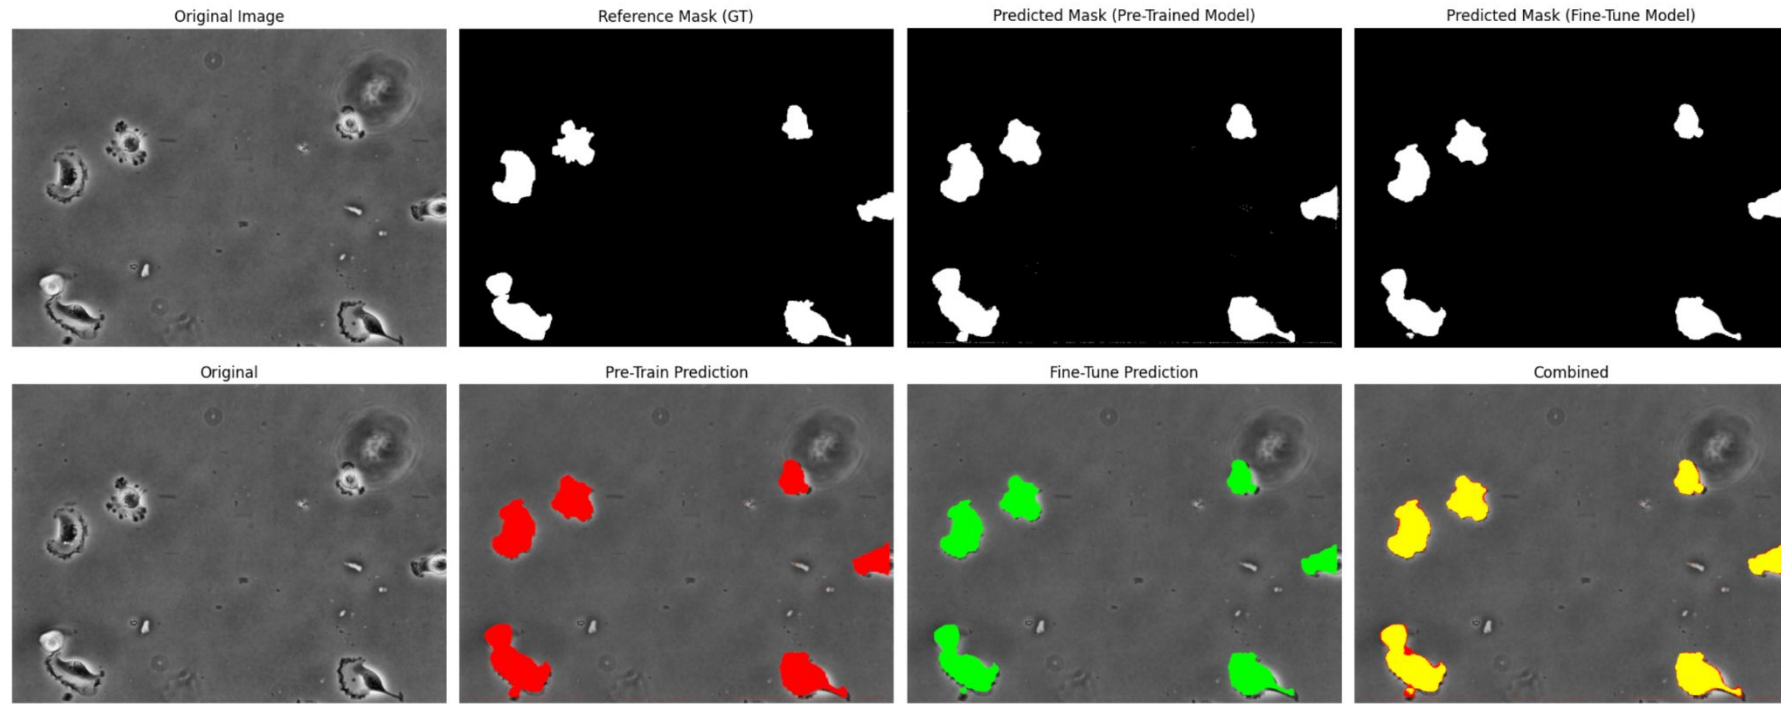 Original Image
Reference Mask (GT)
Predicted Mask (Pre-Trained Model)
Predicted Mask (Fine-Tune Model)
Original
Pre-Train Prediction
Fine-Tune Prediction
Combined